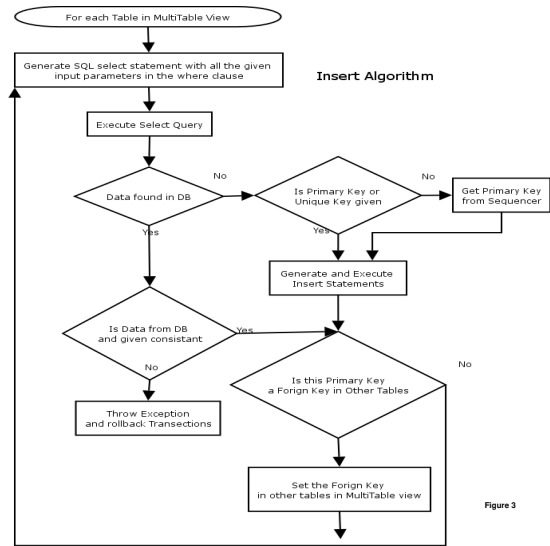 For each Table in MultiTable View
Generate SQL select statement with all the given
input parameters in the where clause
Insert Algorithm
Execute Select Query
Data found in DB
No
Is Primary Key or
Unique Key given
No
Get Primary Key
from Sequencer
Yes
Yes
Generate and Execute
Insert Statements
Is Data from DB
and given consistant
Yes
No
Is this Primary Key
a Forign Key in Other Tables
No
Throw Exception
and rollback Transections
Set the Forign Key
in other tables in MultiTable view
Figure 3